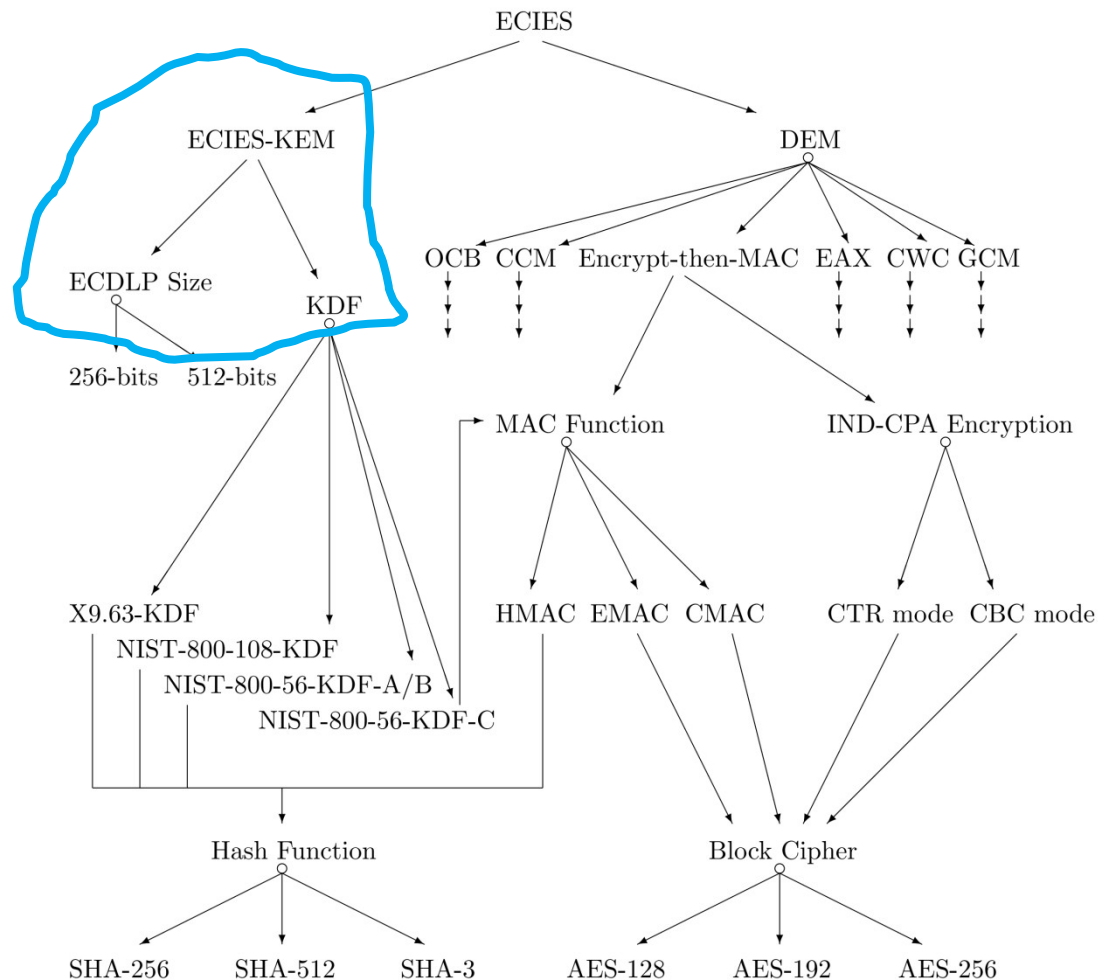 ECIES
ECIES-KEM DEM
OCB CCM Encrypt-then-MAC EAX CWC GCM
ECDLP Size
KDF
256-bits 512-bits
MAC Function IND-CPA Encryption
X9.63-KDF HMAC EMAC CMAC CTR mode CBC mode
NIST-800-108-KDF
NIST-800-56-KDF-A/B
NIST-800-56-KDF-C
Hash Function Block Cipher
SHA-256 SHA-512 SHA-3 AES-128 AES-192 AES-256